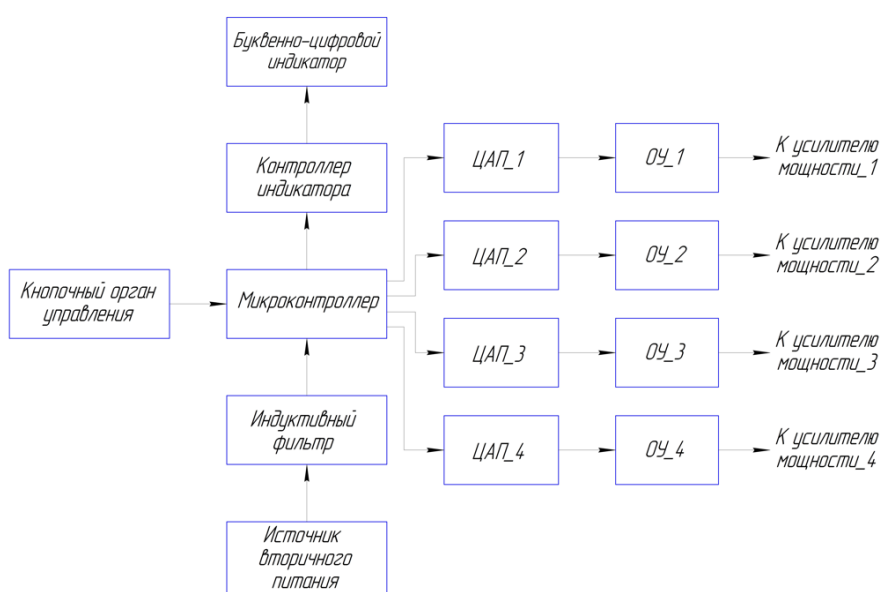 Буквенно-цифровой
индикатор
Контроллер
индикатора
ЦАП_1
ОУ_1
К усилителю
мощности_1
ЦАП_2
ОУ_2
К усилителю
мощности_2
Кнопочный орган
управления
Микроконтроллер
ЦАП_3
ОУ_3
К усилителю
мощности_3
Индуктивный
фильтр
ЦАП_4
ОУ_4
К усилителю
мощности_4
Источник
вторичного
питания